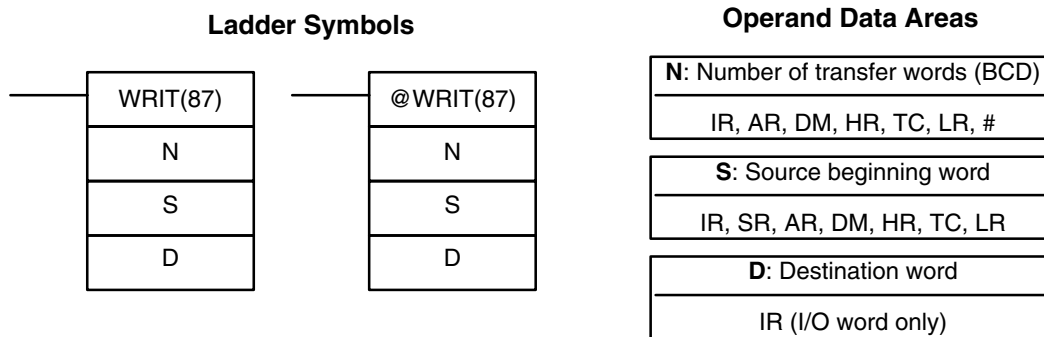 Ladder Symbols
WRIT(87)
N
S
D
@WRIT(87)
N
S
D
Operand Data Areas
N: Number of transfer words (BCD)
IR, AR, DM, HR, TC, LR, #
S: Source beginning word
IR, SR, AR, DM, HR, TC, LR
D: Destination word
IR (I/O word only)